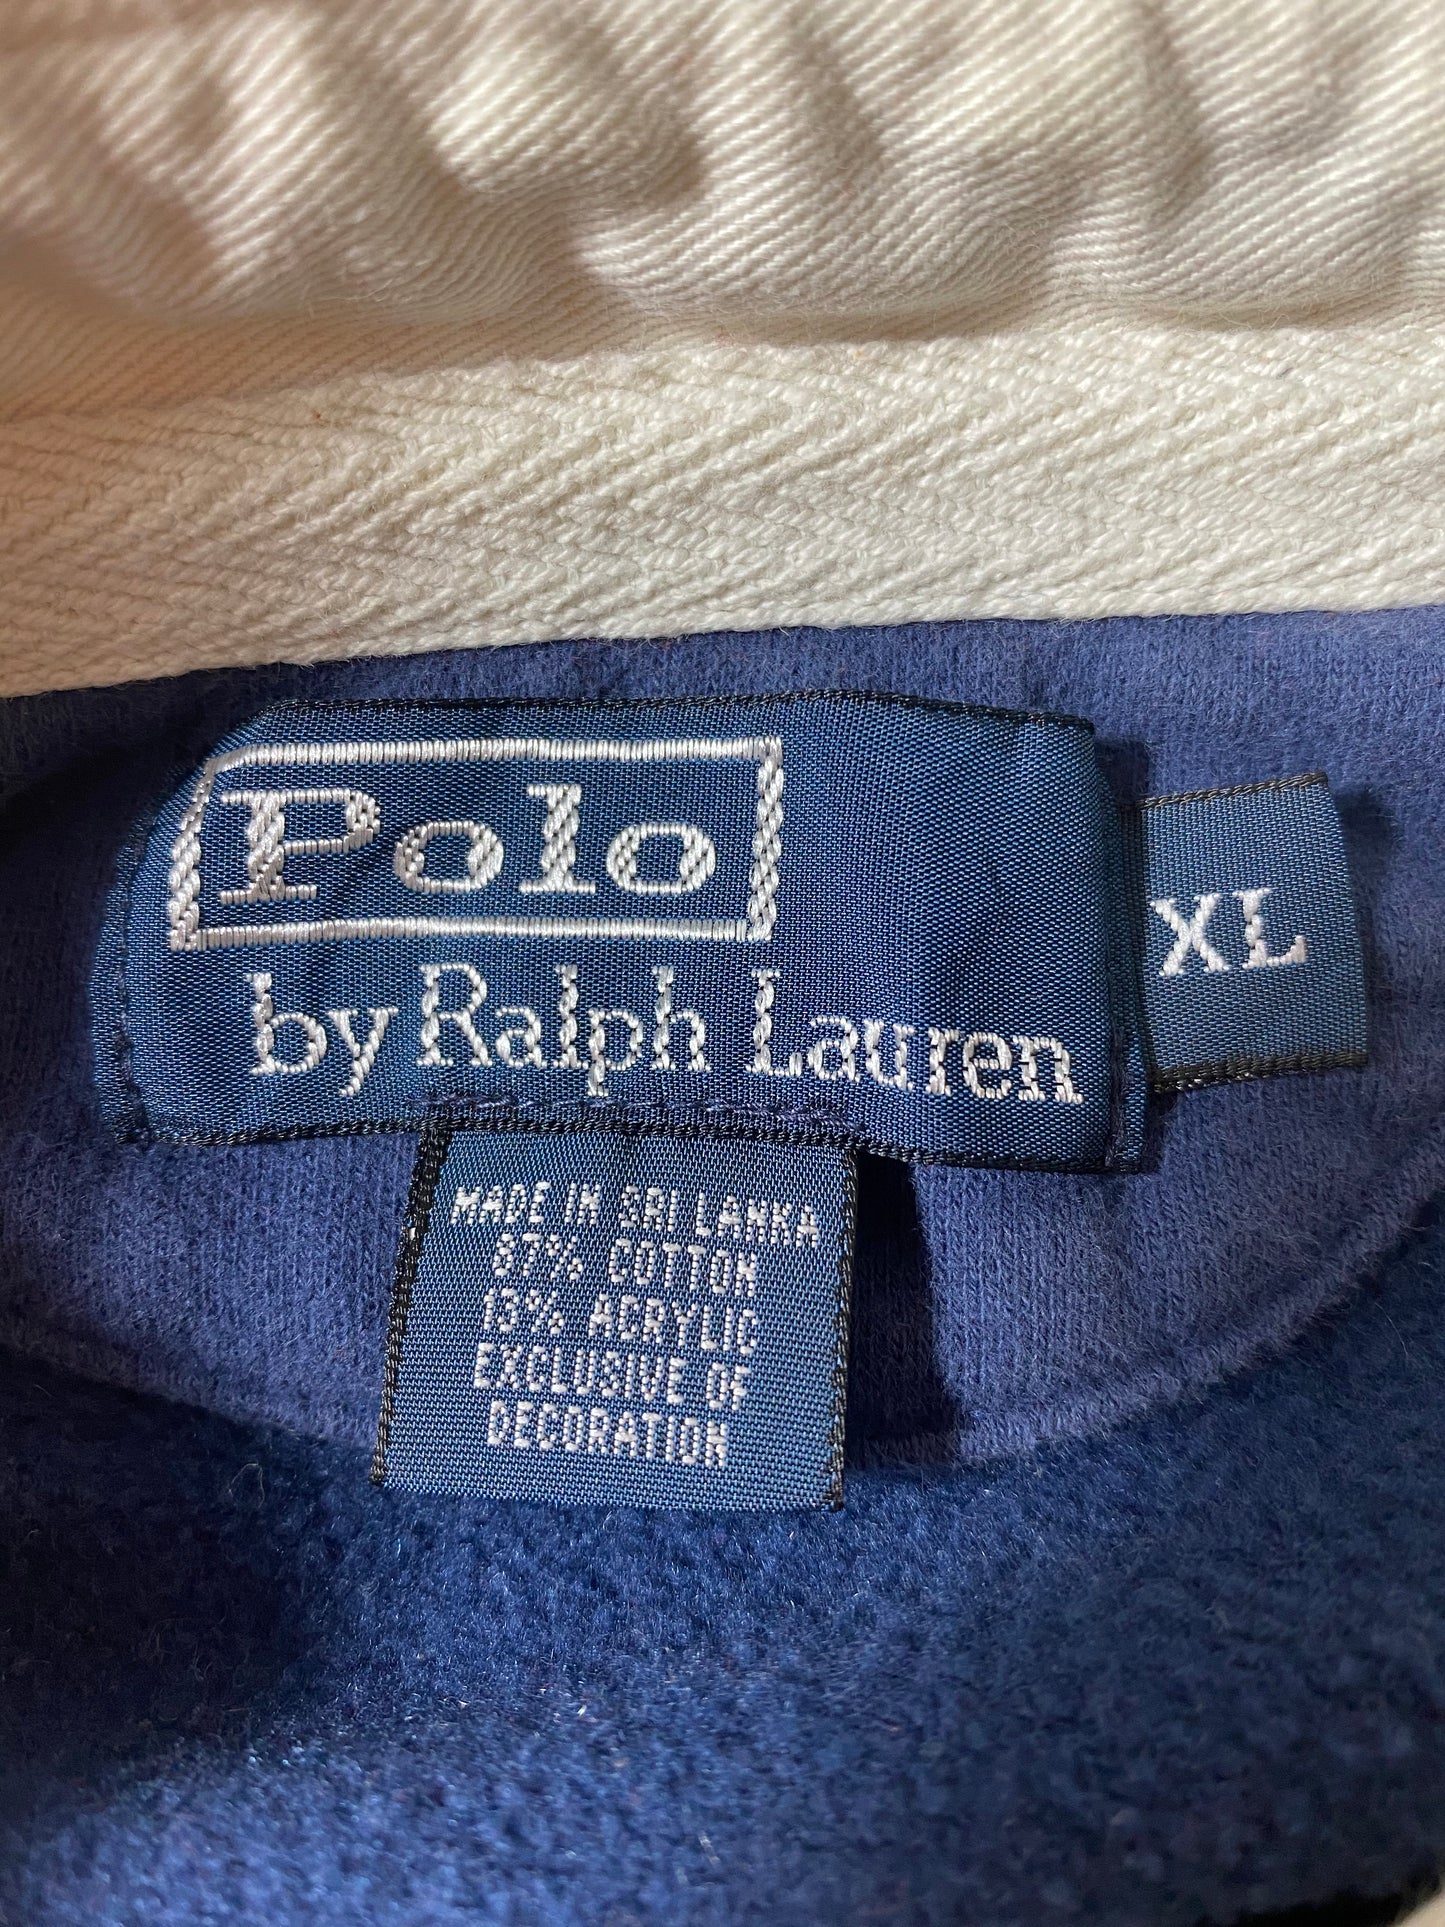 Polo
by Ralph Lauren
XL
MADE IN SRI LANKA
87% COTTON
13% ACRYLIC
EXCLUSIVE OF
DECORATION